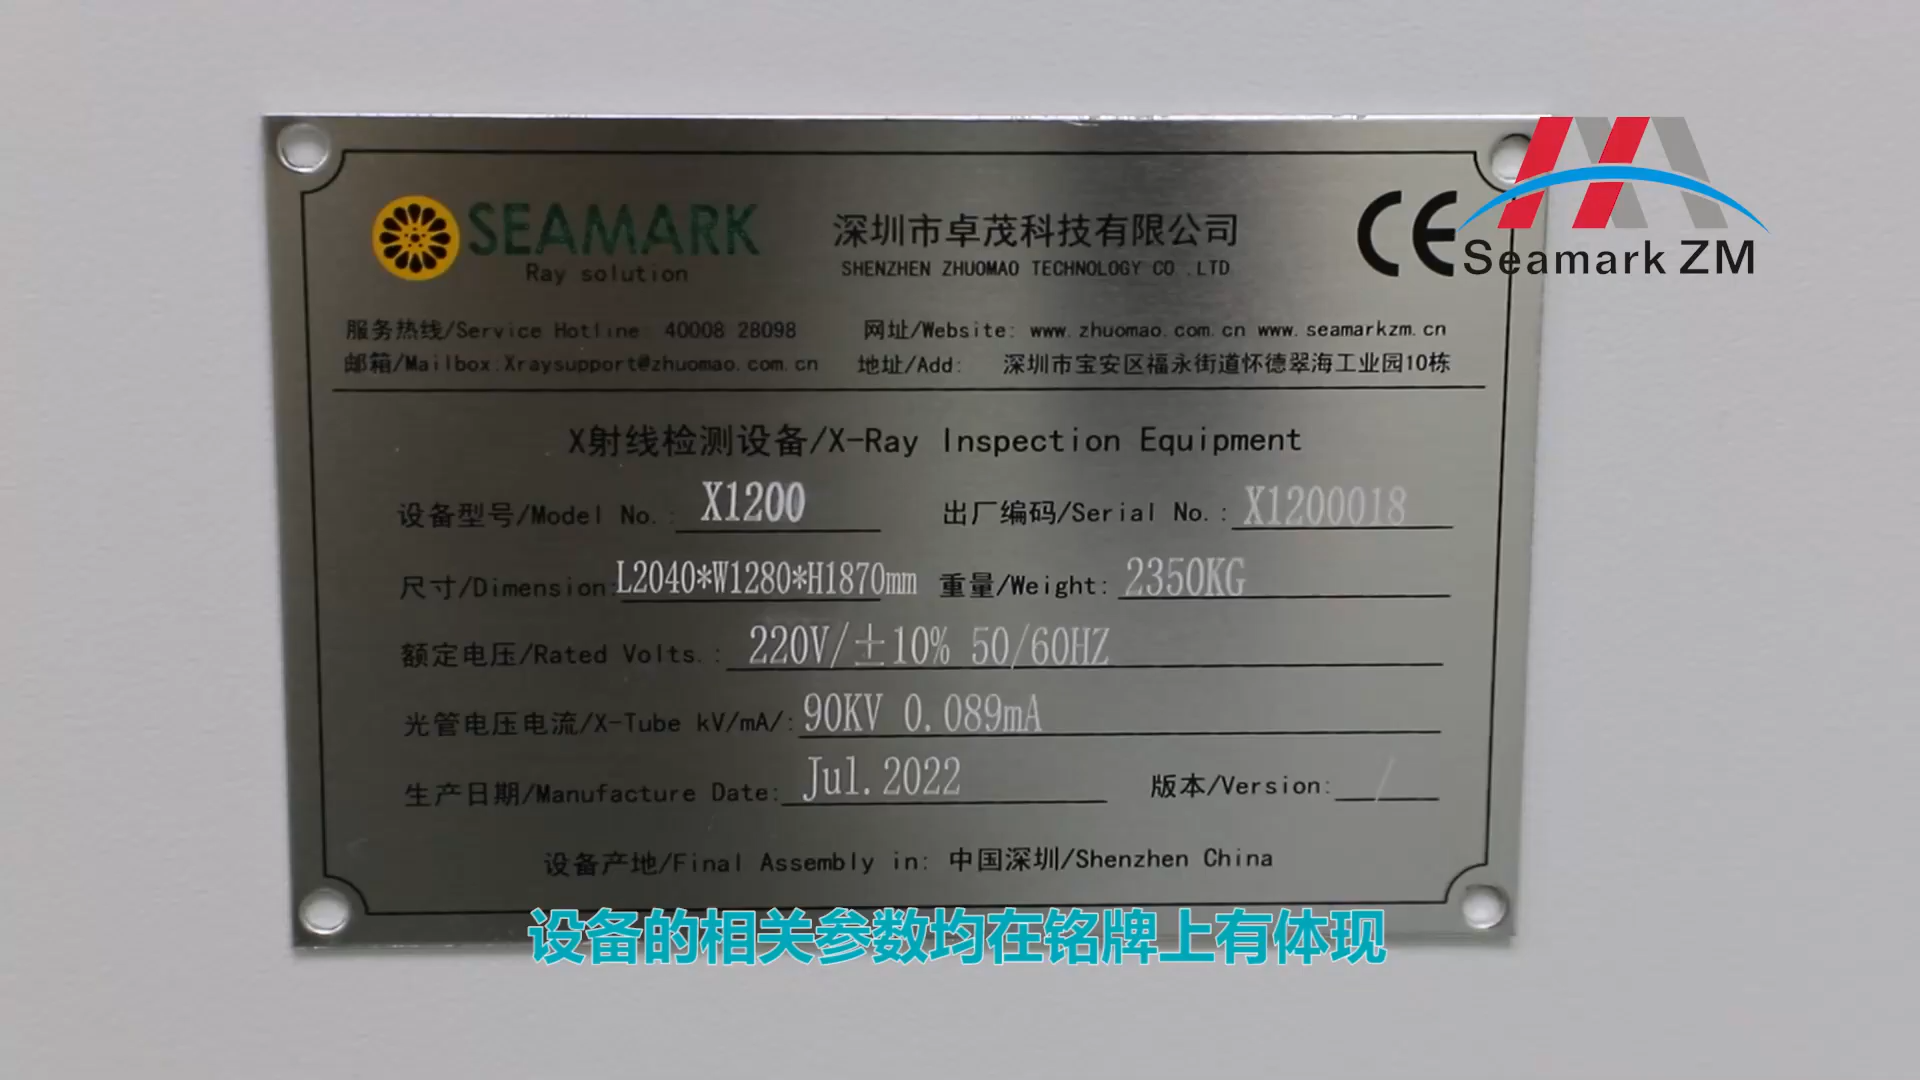 SEAMARK
Ray solution
深圳市卓茂科技有限公司
SHENZHEN ZHUOMAO TECHNOLOGY CO .LTD
CE
Seamark ZM
服务热线/Service Hotline: 40008 28098
网址/Website: www.zhuomao.com.cn www.seamarkzm.cn
邮箱/Mailbox:Xraysupport@zhuomao.com.cn
地址/Add: 深圳市宝安区福永街道怀德翠海工业园10栋
X射线检测设备/X-Ray Inspection Equipment
设备型号/Model No.: X1200
出厂编码/Serial No.: X1200018
尺寸/Dimension: L2040*W1280*H1870mm
重量/Weight: 2350KG
额定电压/Rated Volts.: 220V/±10% 50/60HZ
光管电压电流/X-Tube kV/mA/: 90KV 0.089mA
生产日期/Manufacture Date: Jul.2022
版本/Version: /
设备产地/Final Assembly in: 中国深圳/Shenzhen China
设备的相关参数均在铭牌上有体现